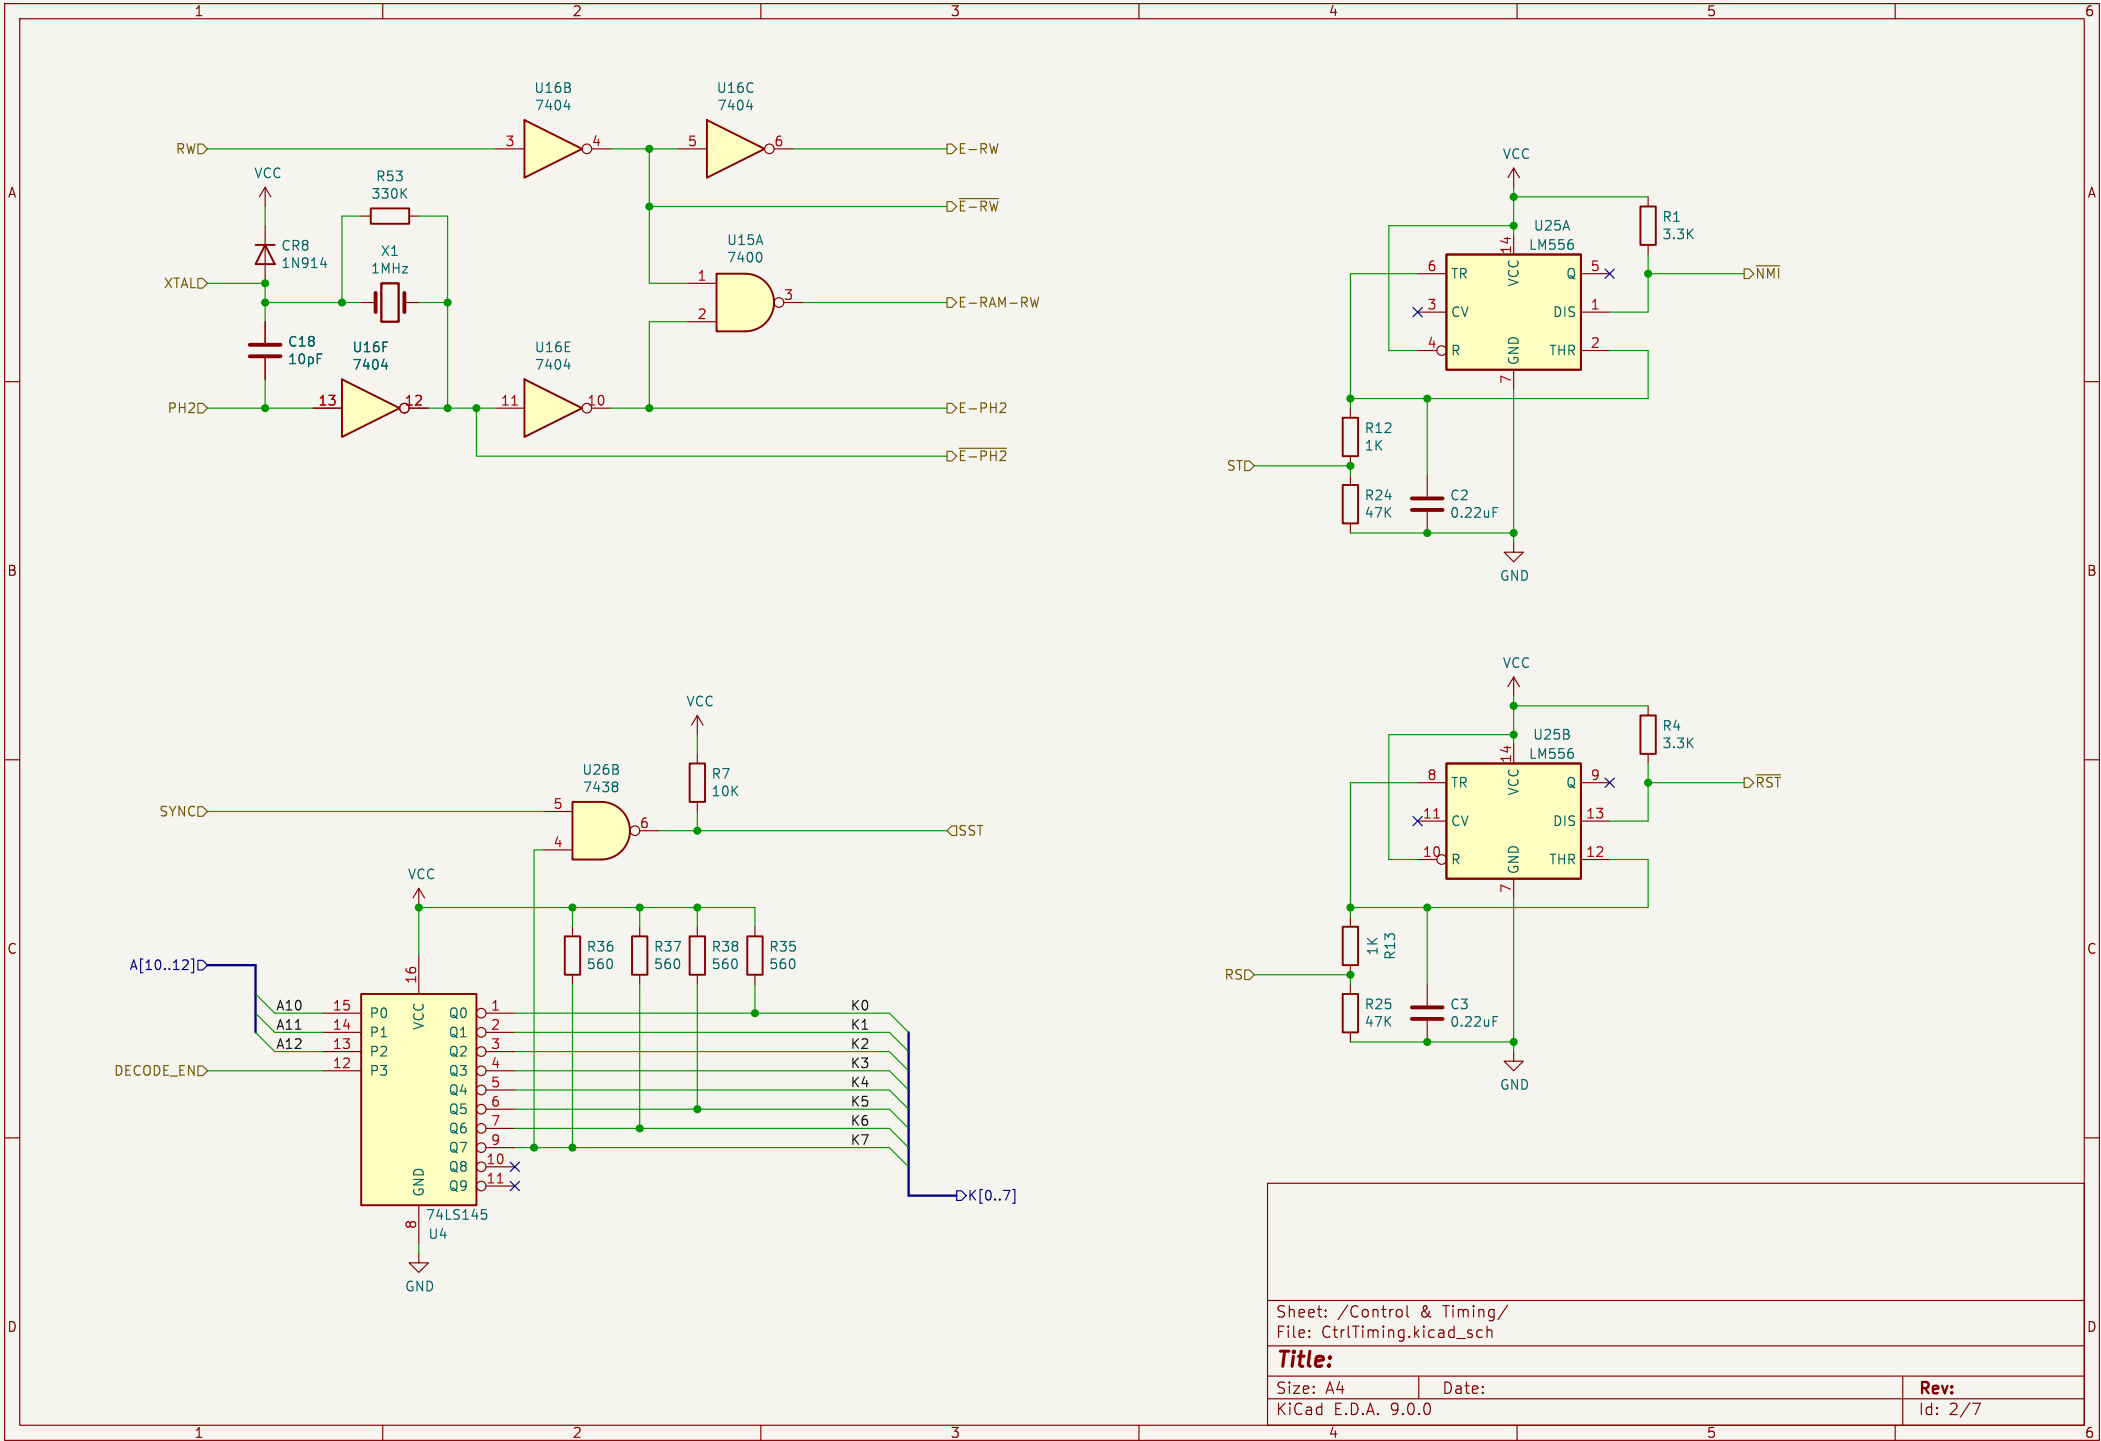 1 2 3 4 5 6
A
B
C
D
U16B
7404
U16C
7404
RW
3
4
5
6
E-RW
VCC
R53
330K
E-RW
CR8
1N914
X1
1MHz
U15A
7400
XTAL
1
2
3
E-RAM-RW
C18
10pF
U16F
7404
U16E
7404
PH2
13
12
11
10
E-PH2
E-PH2
VCC
U25A
LM556
R1
3.3K
14
6
TR
VCC
Q
5
NMI
3
CV
DIS
1
4
R
GND
THR
2
7
R12
1K
ST
R24
47K
C2
0.22uF
GND
VCC
U26B
7438
R7
10K
SYNC
5
4
6
SST
VCC
R36
560
R37
560
R38
560
R35
560
A[10..12]
16
A10
15
P0
VCC
Q0
1
K0
A11
14
P1
Q1
2
K1
A12
13
P2
Q2
3
K2
DECODE_EN
12
P3
Q3
4
K3
Q4
5
K4
Q5
6
K5
Q6
7
K6
Q7
9
K7
Q8
10
GND
Q9
11
K[0..7]
8
74LS145
U4
GND
VCC
U25B
LM556
R4
3.3K
14
8
TR
VCC
Q
9
RST
11
CV
DIS
13
10
R
GND
THR
12
7
1K
R13
RS
R25
47K
C3
0.22uF
GND
A
B
C
D
Sheet: /Control & Timing/
File: CtrlTiming.kicad_sch
Title:
Size: A4
Date:
Rev:
KiCad E.D.A. 9.0.0
Id: 2/7
1 2 3 4 5 6